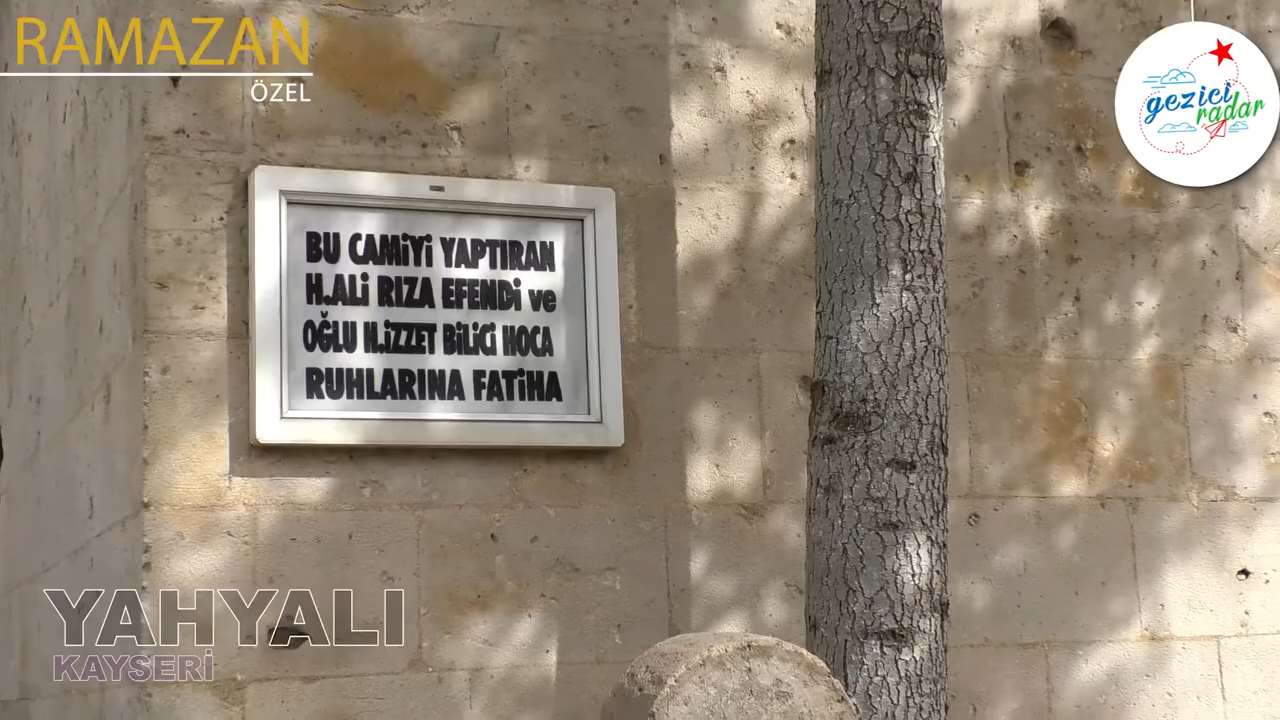 RAMAZAN
ÖZEL
gezici
radar
BU CAMİYİ YAPTIRAN
H.ALİ RIZA EFENDİ ve
OĞLU H.İZZET BİLİCİ HOCA
RUHLARINA FATİHA
YAHYALI
KAYSERİ